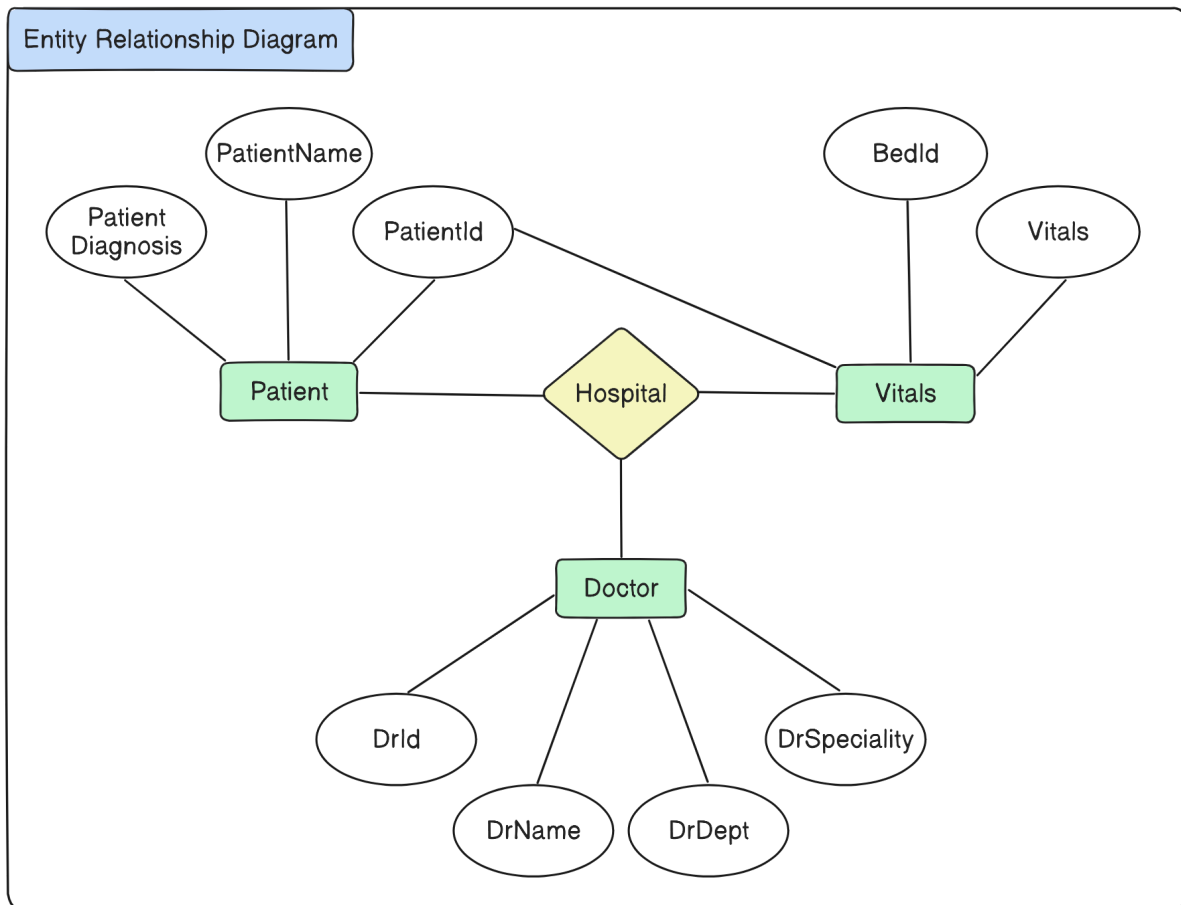 Entity Relationship Diagram
PatientName
BedId
Patient
Diagnosis
PatientId
Vitals
Patient
Hospital
Vitals
Doctor
DrId
DrSpeciality
DrName
DrDept